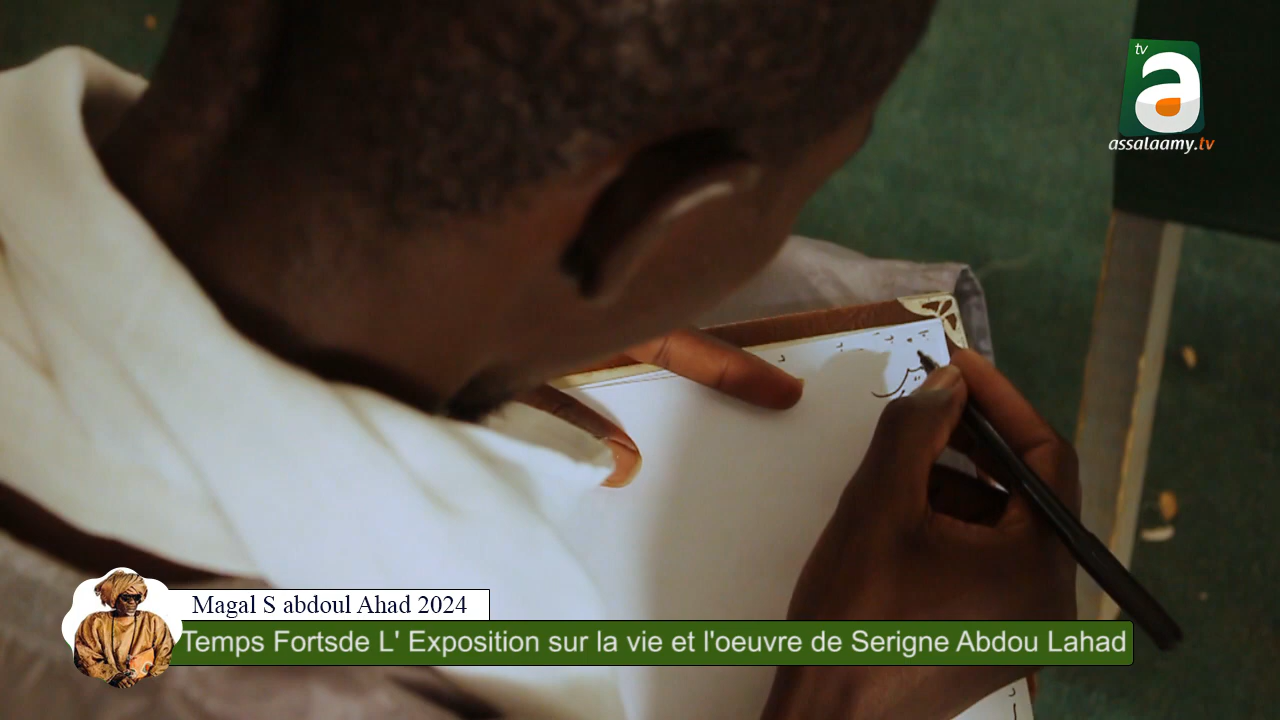 tv
a
assalaamy.tv
Magal S abdoul Ahad 2024
Temps Fortsde L' Exposition sur la vie et l'oeuvre de Serigne Abdou Lahad